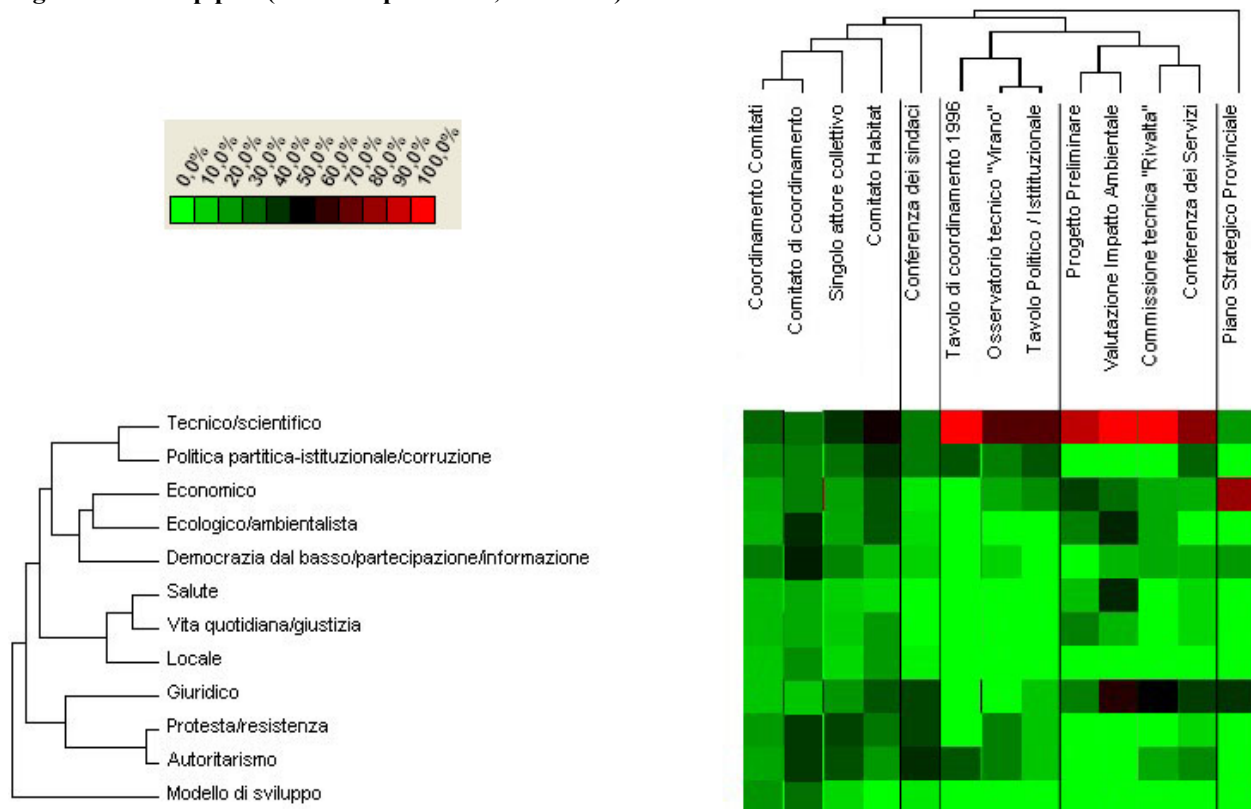 0,0%
10,0%
20,0%
30,0%
40,0%
50,0%
60,0%
70,0%
80,0%
90,0%
100,0%
Coordinamento Comitati
Comitato di coordinamento
Singolo attore collettivo
Comitato Habitat
Conferenza dei sindaci
Tavolo di coordinamento 1996
Osservatorio tecnico "Virano"
Tavolo Politico / Istitituzionale
Progetto Preliminare
Valutazione Impatto Ambientale
Commissione tecnica "Rivalta"
Conferenza dei Servizi
Piano Strategico Provinciale
Tecnico/scientifico
Politica partitica-istituzionale/corruzione
Economico
Ecologico/ambientalista
Democrazia dal basso/partecipazione/informazione
Salute
Vita quotidiana/giustizia
Locale
Giuridico
Protesta/resistenza
Autoritarismo
Modello di sviluppo